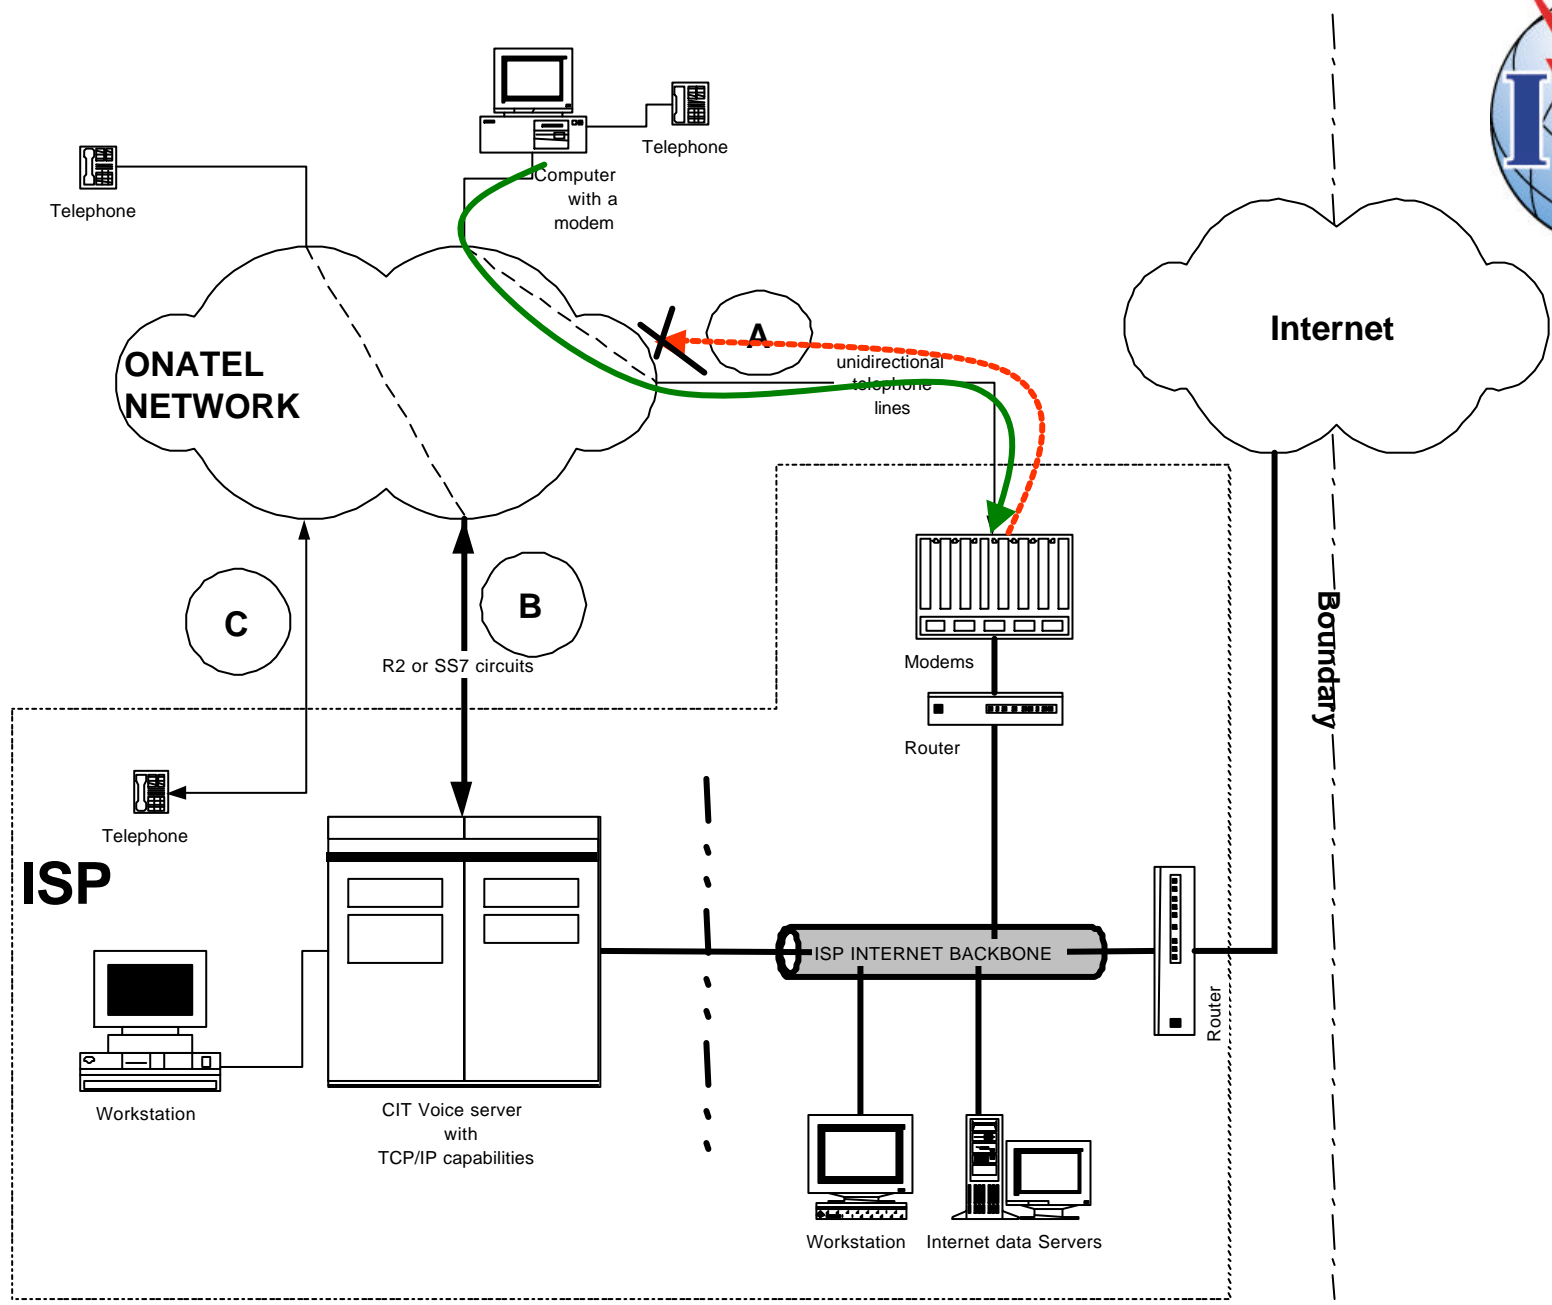 Telephone
Telephone
Computer
with a
modem
I
ONATEL
NETWORK
A
unidirectional
telephone
lines
Internet
C
B
R2 or SS7 circuits
Boundary
Modems
Router
Telephone
ISP
ISP INTERNET BACKBONE
Router
Workstation
CIT Voice server
with
TCP/IP capabilities
Workstation
Internet data Servers